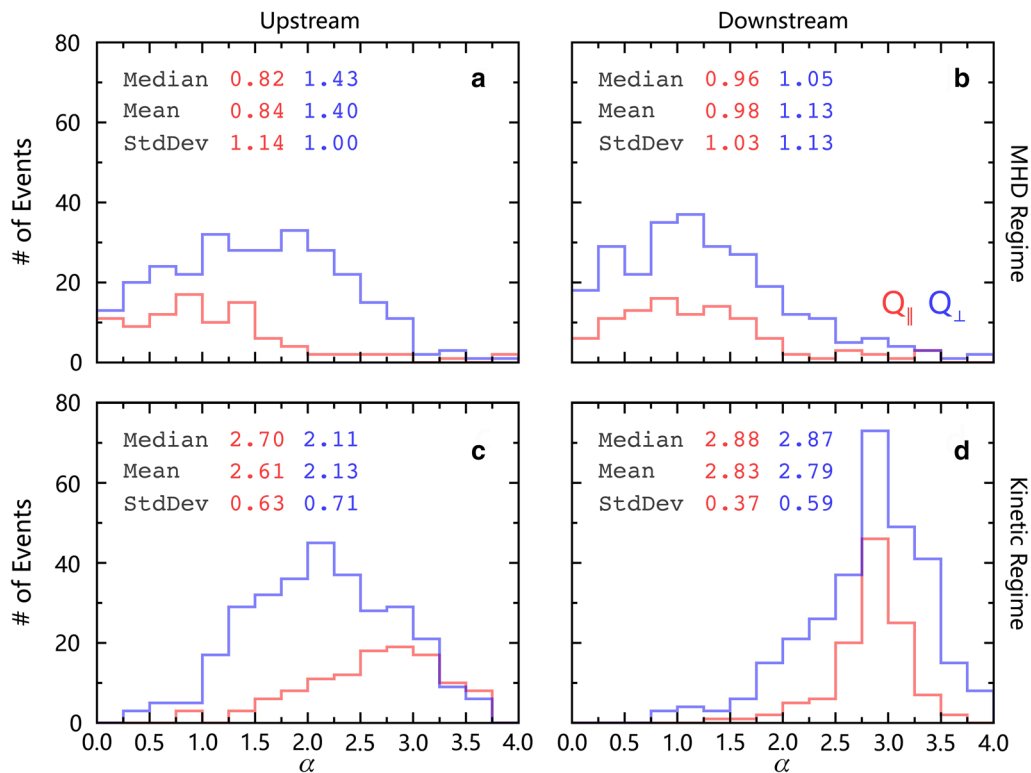 Upstream
Downstream
80
60
40
20
0
# of Events
Median 0.82 1.43
Mean 0.84 1.40
StdDev 1.14 1.00
a
Median 0.96 1.05
Mean 0.98 1.13
StdDev 1.03 1.13
b
Q∥ Q⊥
MHD Regime
80
60
40
20
0
# of Events
Median 2.70 2.11
Mean 2.61 2.13
StdDev 0.63 0.71
c
Median 2.88 2.87
Mean 2.83 2.79
StdDev 0.37 0.59
d
Kinetic Regime
0.0 0.5 1.0 1.5 2.0 2.5 3.0 3.5 4.0
α
0.0 0.5 1.0 1.5 2.0 2.5 3.0 3.5 4.0
α